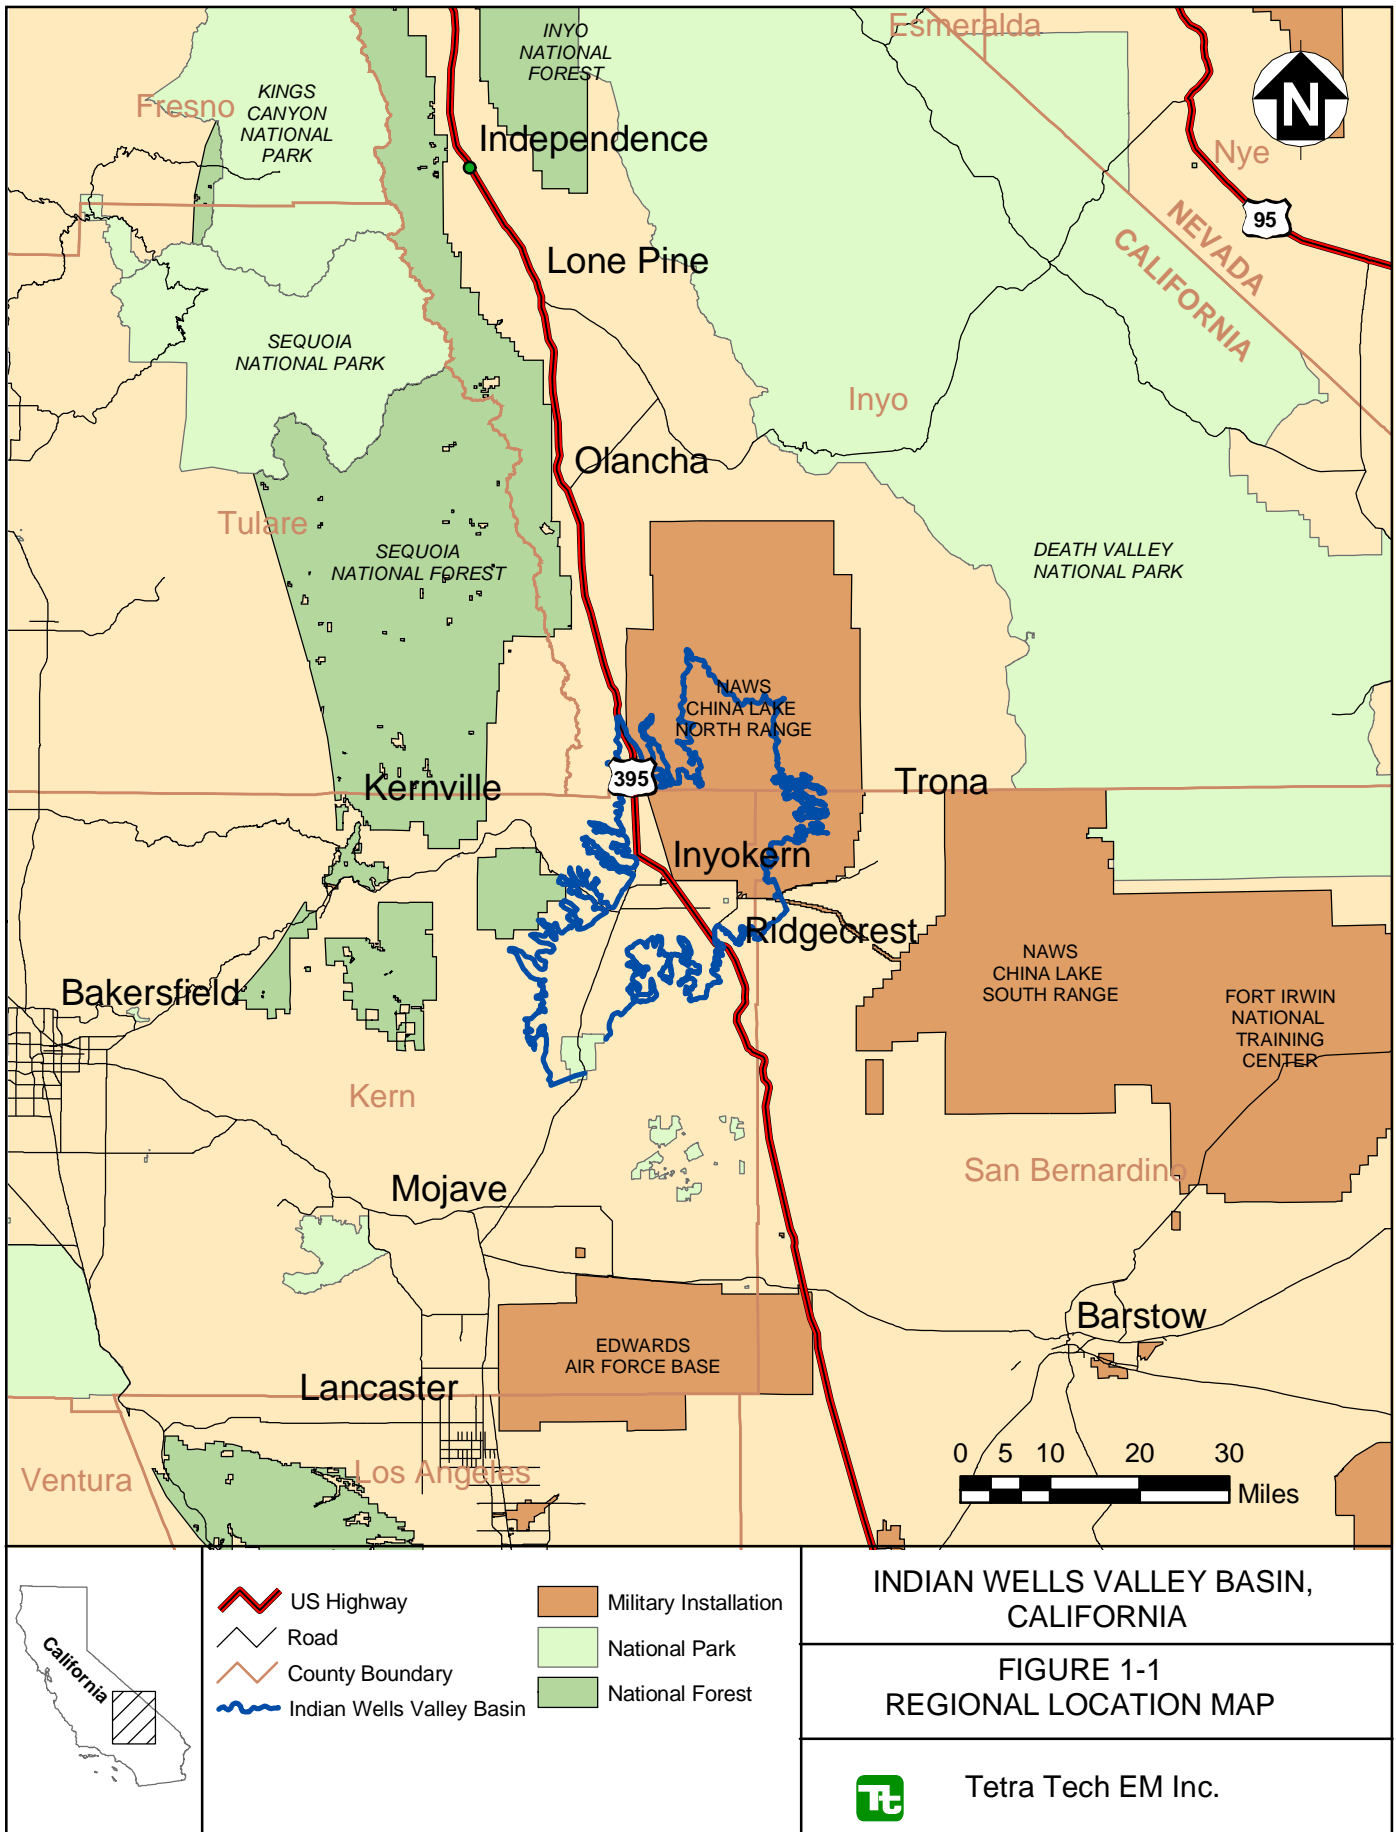 Esmeralda
INYO
NATIONAL
FOREST
KINGS
CANYON
NATIONAL
PARK
Fresno
N
Independence
Nye
95
NEVADA
CALIFORNIA
Lone Pine
SEQUOIA
NATIONAL PARK
Inyo
Olancha
Tulare
SEQUOIA
NATIONAL FOREST
DEATH VALLEY
NATIONAL PARK
NAWS
CHINA LAKE
NORTH RANGE
395
Kernville
Trona
Inyokern
Ridgecrest
NAWS
CHINA LAKE
SOUTH RANGE
Bakersfield
FORT IRWIN
NATIONAL
TRAINING
CENTER
Kern
San Bernardino
Mojave
Barstow
EDWARDS
AIR FORCE BASE
Lancaster
Ventura
Los Angeles
0 5 10 20 30
Miles
California
US Highway
Road
County Boundary
Indian Wells Valley Basin
Military Installation
National Park
National Forest
INDIAN WELLS VALLEY BASIN,
CALIFORNIA
FIGURE 1-1
REGIONAL LOCATION MAP
Tt
Tetra Tech EM Inc.